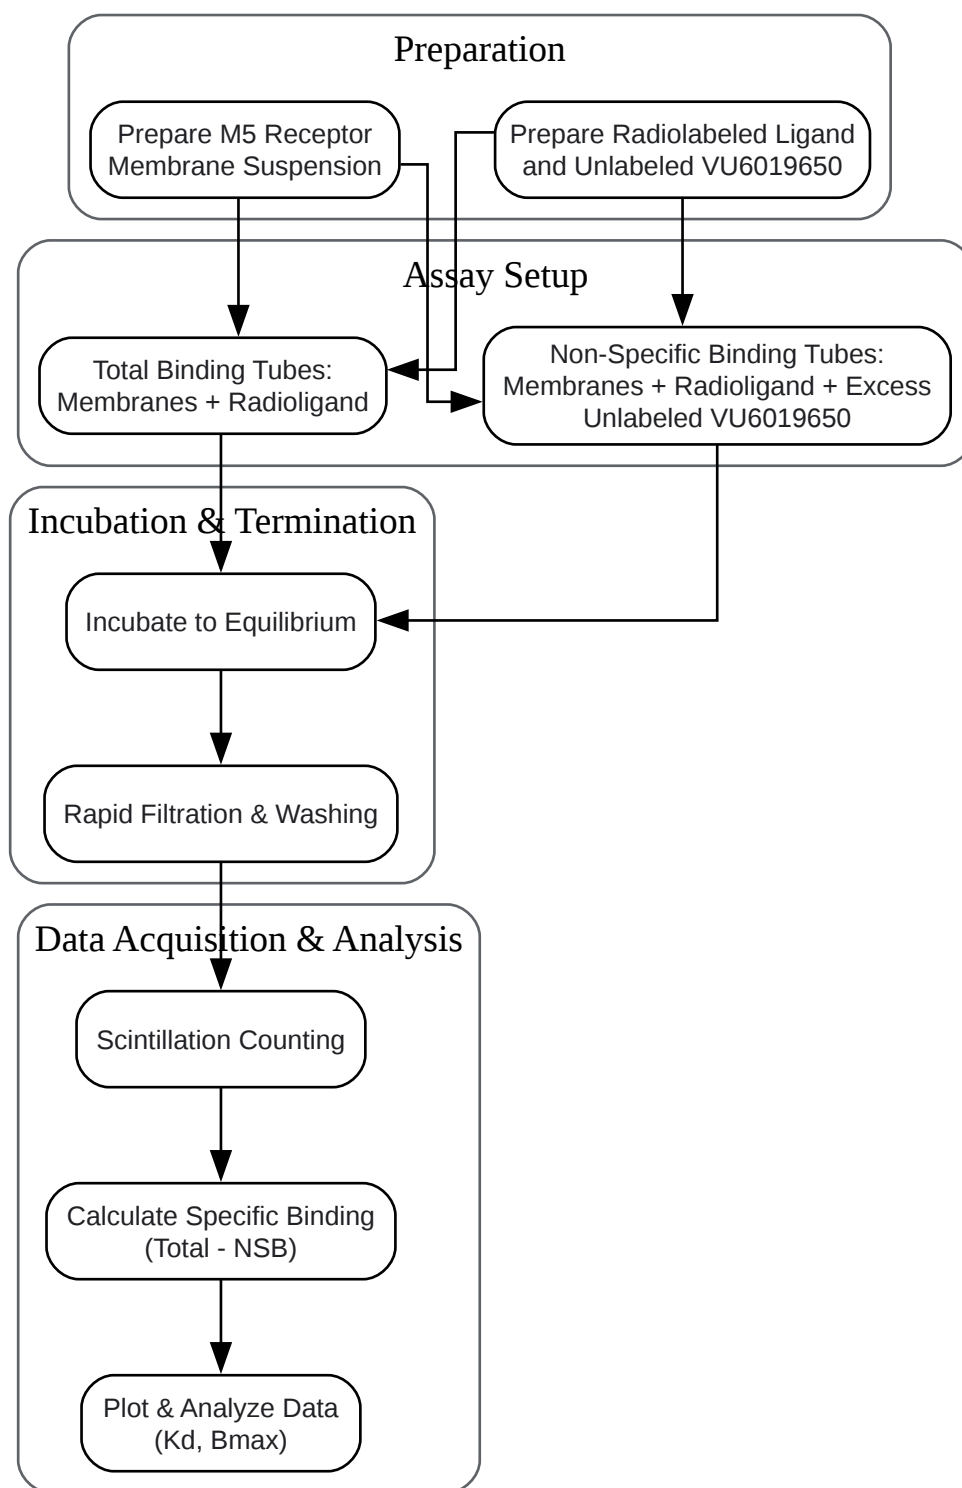 Preparation
Prepare M5 Receptor
Membrane Suspension
Prepare Radiolabeled Ligand
and Unlabeled VU6019650
Assay Setup
Total Binding Tubes:
Membranes + Radioligand
Non-Specific Binding Tubes:
Membranes + Radioligand + Excess
Unlabeled VU6019650
Incubation & Termination
Incubate to Equilibrium
Rapid Filtration & Washing
Data Acquisition & Analysis
Scintillation Counting
Calculate Specific Binding
(Total - NSB)
Plot & Analyze Data
(Kd, Bmax)